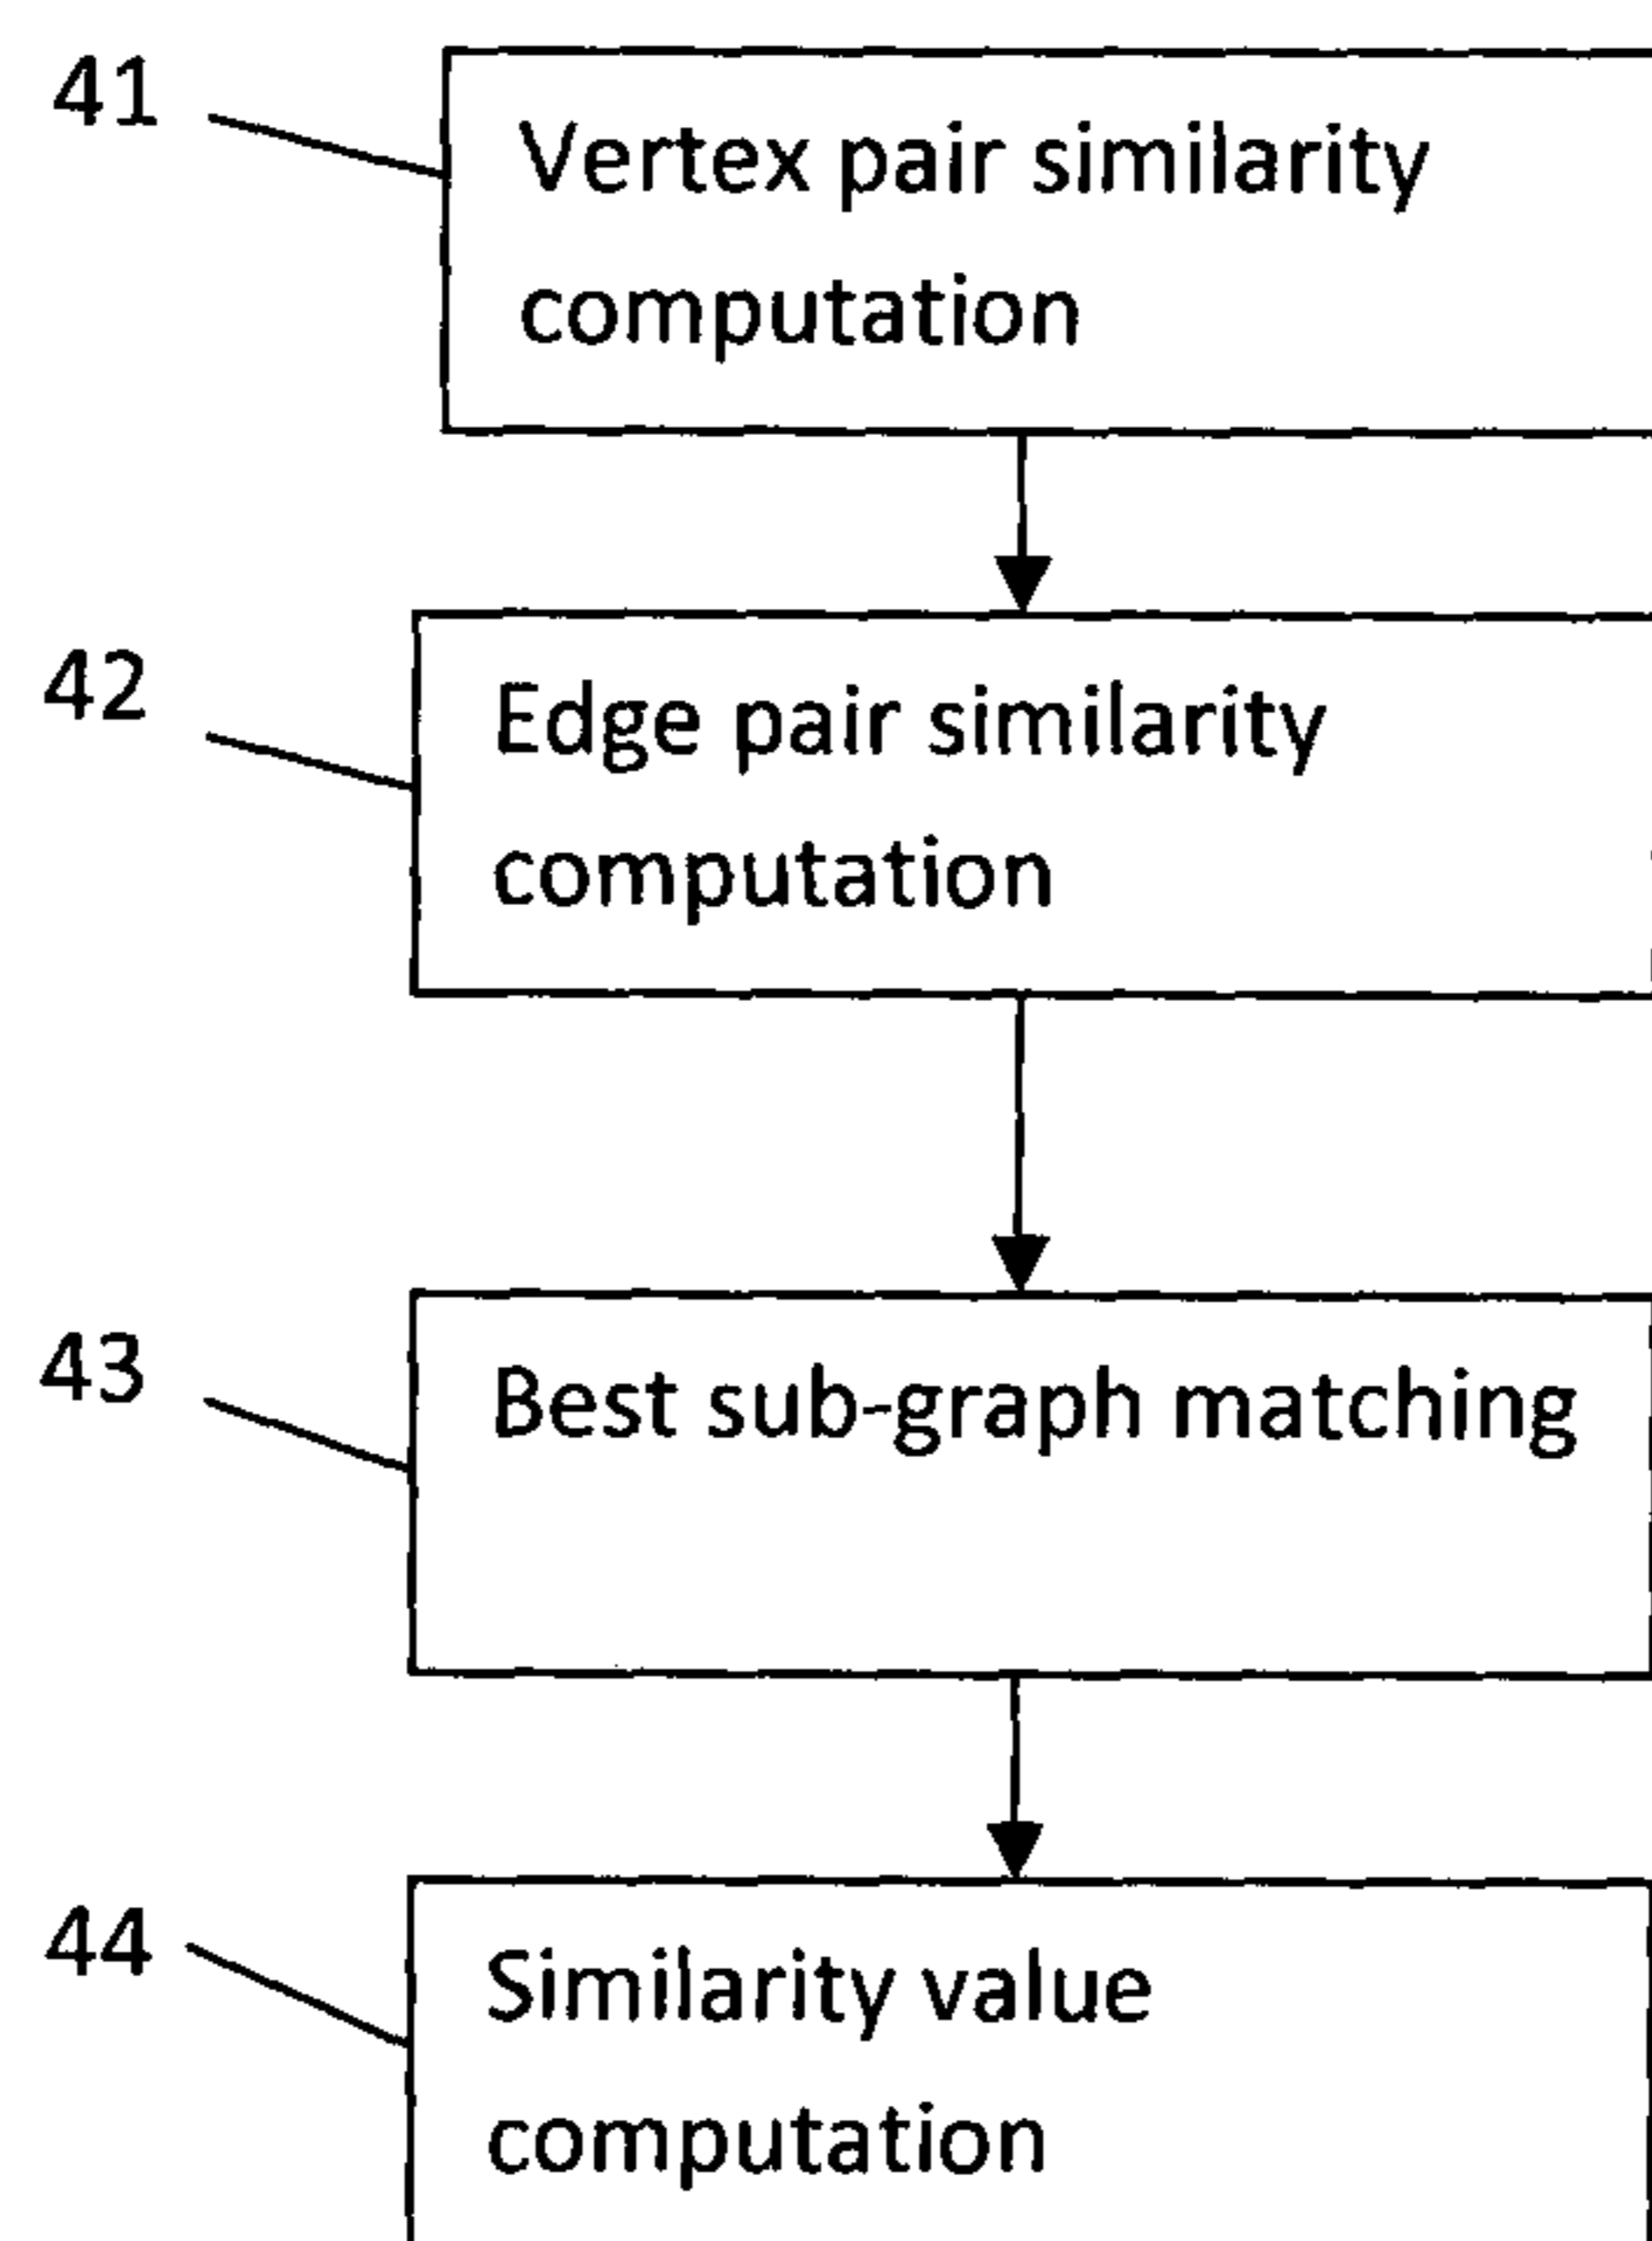 41
Vertex pair similarity
computation
42
Edge pair similarity
computation
43
Best sub-graph matching
44
Similarity value
computation